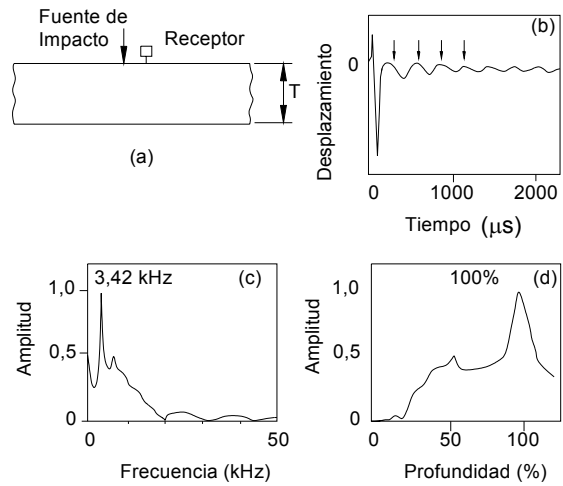 Fuente de
Impacto
Receptor
T
(a)
(b)
Desplazamiento
0
0 1000 2000
Tiempo (µs)
(c)
3,42 kHz
Amplitud
1,0
0,5
0
0 50
Frecuencia (kHz)
(d)
100%
Amplitud
1,0
0,5
0
0 50 100
Profundidad (%)